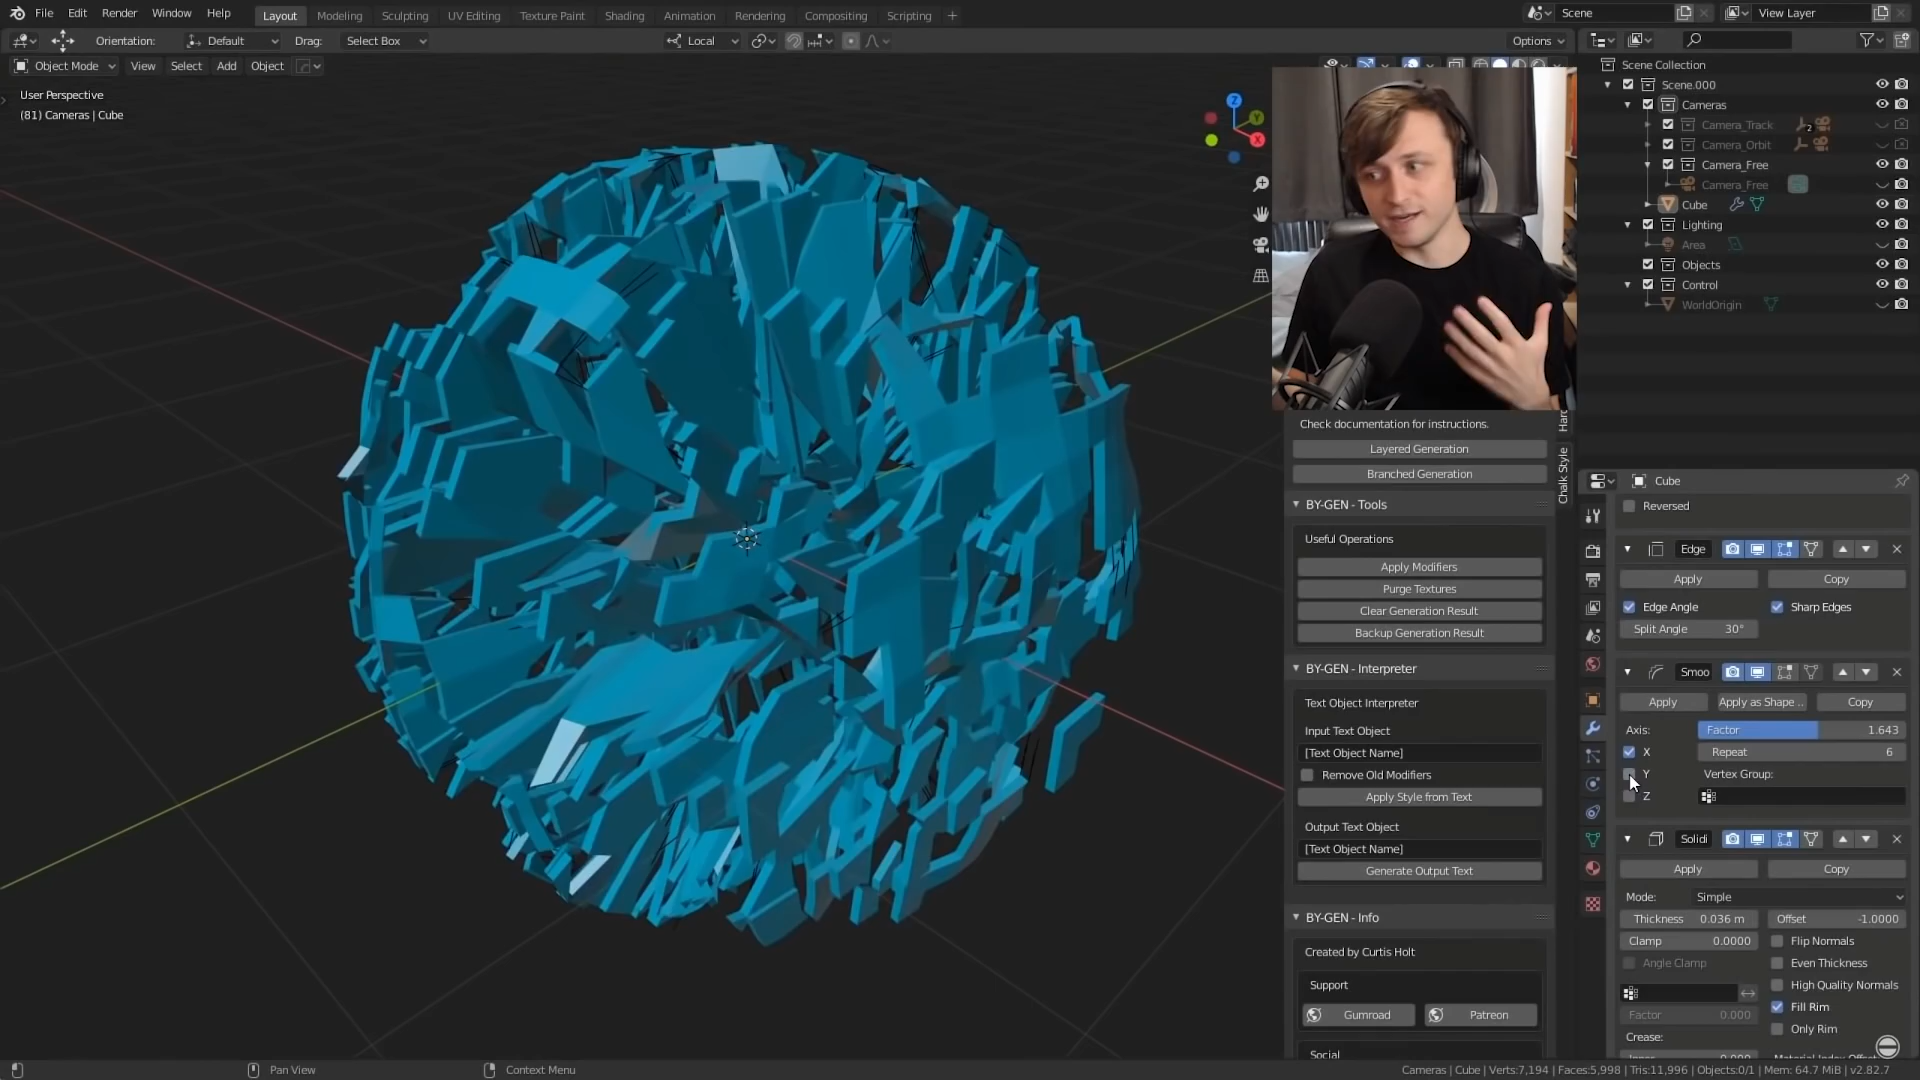 File Edit Render Window Help
Layout Modeling Sculpting UV Editing Texture Paint Shading Animation Rendering Compositing Scripting +
Scene
View Layer
Orientation: Default Drag: Select Box
Local
Options
Object Mode View Select Add Object
User Perspective
(81) Cameras | Cube
Z
Y
X
Scene Collection
Scene.000
Cameras
Camera_Track
2
Camera_Orbit
Camera_Free
Camera_Free
Cube
Lighting
Area
Objects
Control
WorldOrigin
Check documentation for instructions.
Layered Generation
Branched Generation
BY-GEN - Tools
Useful Operations
Apply Modifiers
Purge Textures
Clear Generation Result
Backup Generation Result
BY-GEN - Interpreter
Text Object Interpreter
Input Text Object
[Text Object Name]
Remove Old Modifiers
Apply Style from Text
Output Text Object
[Text Object Name]
Generate Output Text
BY-GEN - Info
Created by Curtis Holt
Support
Gumroad Patreon
Social
Chalk Style
Cube
Reversed
Edge
Apply Copy
Edge Angle Sharp Edges
Split Angle 30°
Smoo
Apply Apply as Shape .. Copy
Axis: Factor 1.643
X Repeat 6
Y Vertex Group:
Z
Solidi
Apply Copy
Mode: Simple
Thickness 0.036 m Offset -1.0000
Clamp 0.0000 Flip Normals
Angle Clamp Even Thickness
High Quality Normals
Fill Rim
Factor 0.000
Only Rim
Crease:
Pan View
Context Menu
Cameras | Cube | Verts:7,194 | Faces:5,998 | Tris:11,996 | Objects:0/1 | Mem: 64.7 MiB | v2.82.7